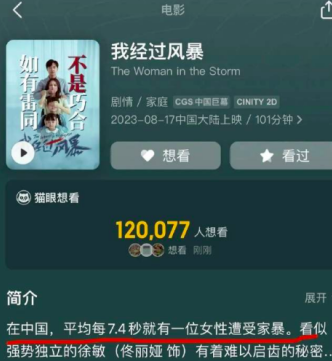 电影
不是巧合
如有雷同
我经过风暴
The Woman in the Storm
剧情 / 家庭 CGS 中国巨幕 CINITY 2D
2023-08-17中国大陆上映 / 101分钟 >
想看 看过
猫眼想看
120,077 人想看
想看 刚刚
简介 展开
在中国，平均每7.4秒就有一位女性遭受家暴。看似
强势独立的徐敏（佟丽娅 饰）有着难以启齿的秘密，